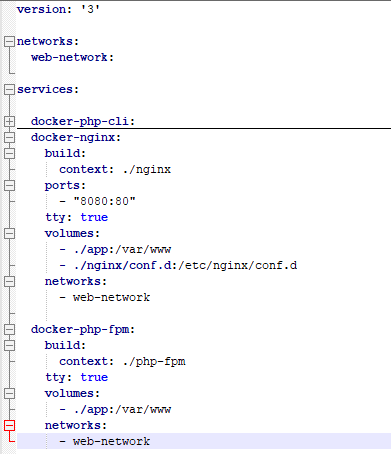 version: '3'
networks:
web-network:
services:
docker-php-cli:
docker-nginx:
build:
context: ./nginx
ports:
- "8080:80"
tty: true
volumes:
- ./app:/var/www
- ./nginx/conf.d:/etc/nginx/conf.d
networks:
- web-network
docker-php-fpm:
build:
context: ./php-fpm
tty: true
volumes:
- ./app:/var/www
networks:
- web-network